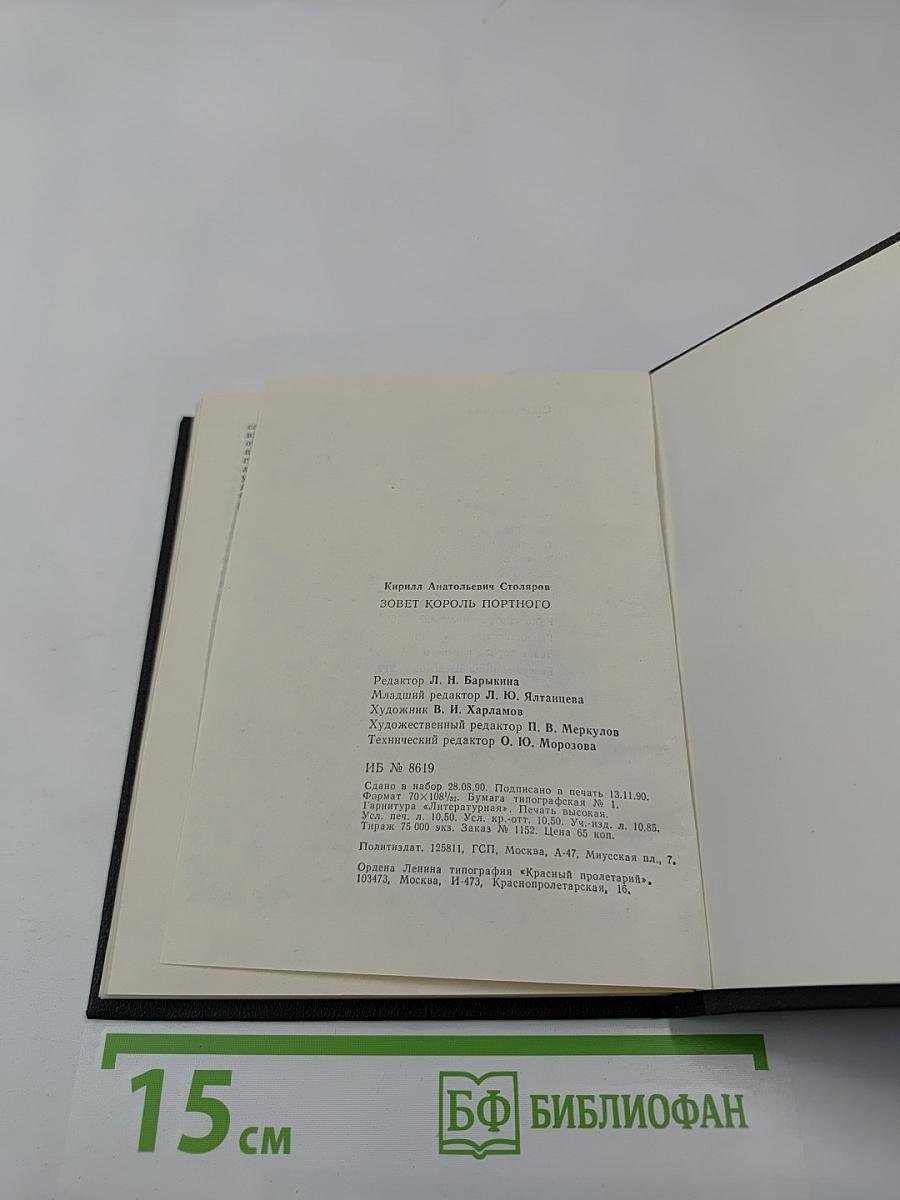 Кирилл Анатольевич Столяров
ЗОВЕТ КОРОЛЬ ПОРТНОГО
Редактор Л. Н. Барыкина
Младший редактор Л. Ю. Ялтанцева
Художник В. И. Харламов
Художественный редактор П. В. Меркулов
Технический редактор О. Ю. Морозова
ИБ № 8619
Сдано в набор 28.08.90. Подписано в печать 13.11.90.
Формат 70×108¹/₃₂. Бумага типографская № 1.
Гарнитура «Литературная». Печать высокая.
Усл. печ. л. 10,50. Усл. кр.-отт. 10,50. Уч.-изд. л. 10,85.
Тираж 75 000 экз. Заказ № 1152. Цена 65 коп.
Политиздат. 125811, ГСП, Москва, А-47, Миусская пл., 7.
Ордена Ленина типография «Красный пролетарий».
103473, Москва, И-473, Краснопролетарская, 16.
15 см
БФ БИБЛИОФАН